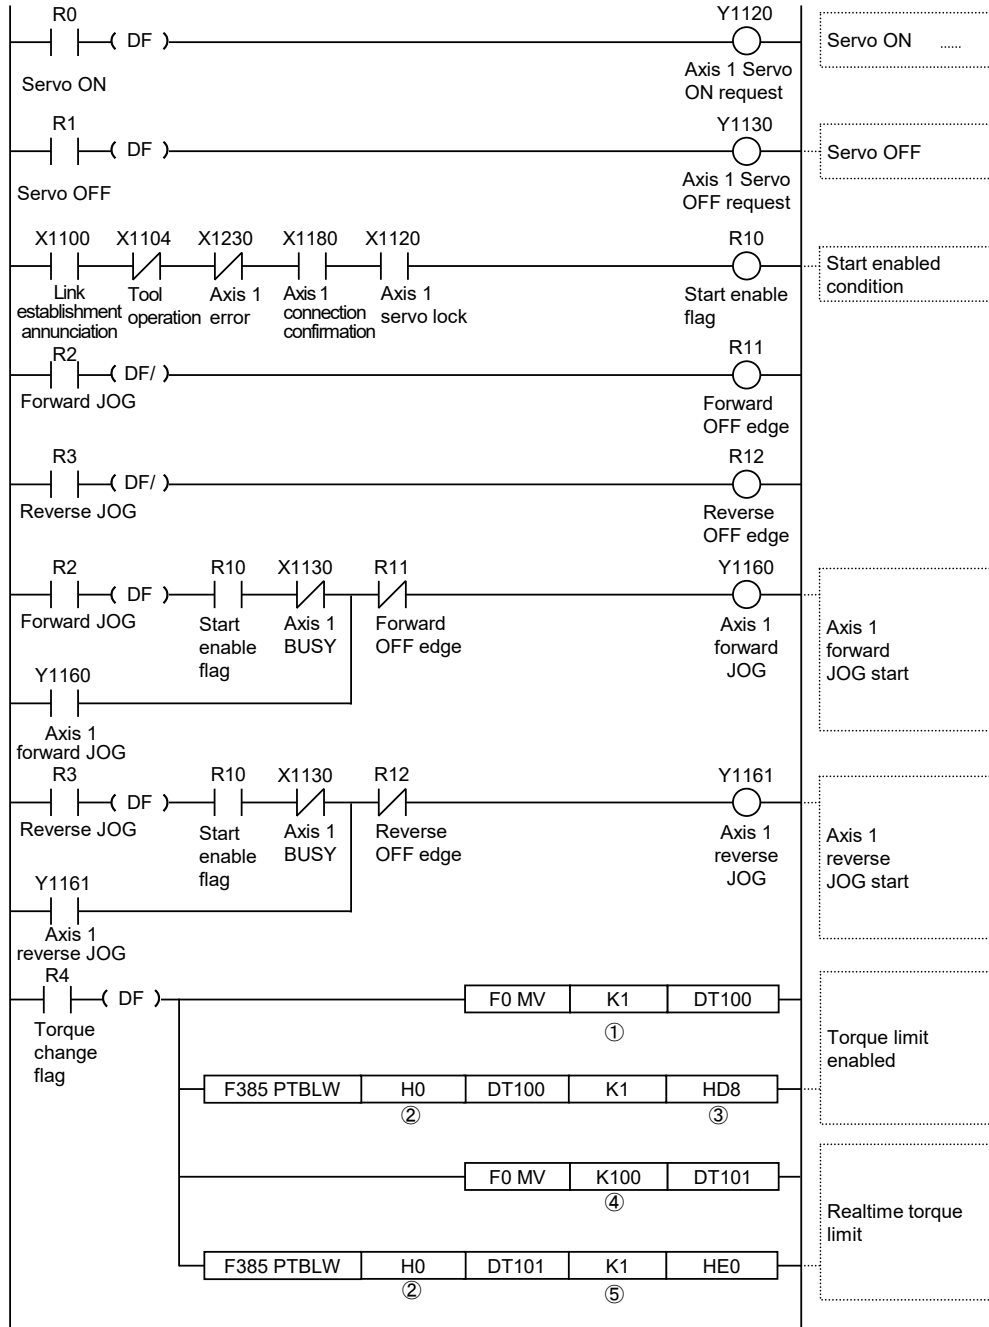 R0 Y1120
( DF )
Servo ON ......
Servo ON
Axis 1 Servo
ON request
R1 Y1130
( DF )
Servo OFF
Servo OFF
Axis 1 Servo
OFF request
X1100 X1104 X1230 X1180 X1120 R10
Link
establishment
annunciation
Tool
operation
Axis 1
error
Axis 1
connection
confirmation
Axis 1
servo lock
Start enable
flag
Start enabled
condition
R2 R11
( DF/ )
Forward JOG
Forward
OFF edge
R3 R12
( DF/ )
Reverse JOG
Reverse
OFF edge
R2 R10 X1130 R11 Y1160
( DF )
Forward JOG
Start
enable
flag
Axis 1
BUSY
Forward
OFF edge
Axis 1
forward
JOG
Axis 1
forward
JOG start
Y1160
Axis 1
forward JOG
R3 R10 X1130 R12 Y1161
( DF )
Reverse JOG
Start
enable
flag
Axis 1
BUSY
Reverse
OFF edge
Axis 1
reverse
JOG
Axis 1
reverse
JOG start
Y1161
Axis 1
reverse JOG
R4
( DF )
Torque
change
flag
F0 MV K1 DT100
①
Torque limit
enabled
F385 PTBLW H0 DT100 K1 HD8
② ③
F0 MV K100 DT101
④
Realtime torque
limit
F385 PTBLW H0 DT101 K1 HE0
② ⑤